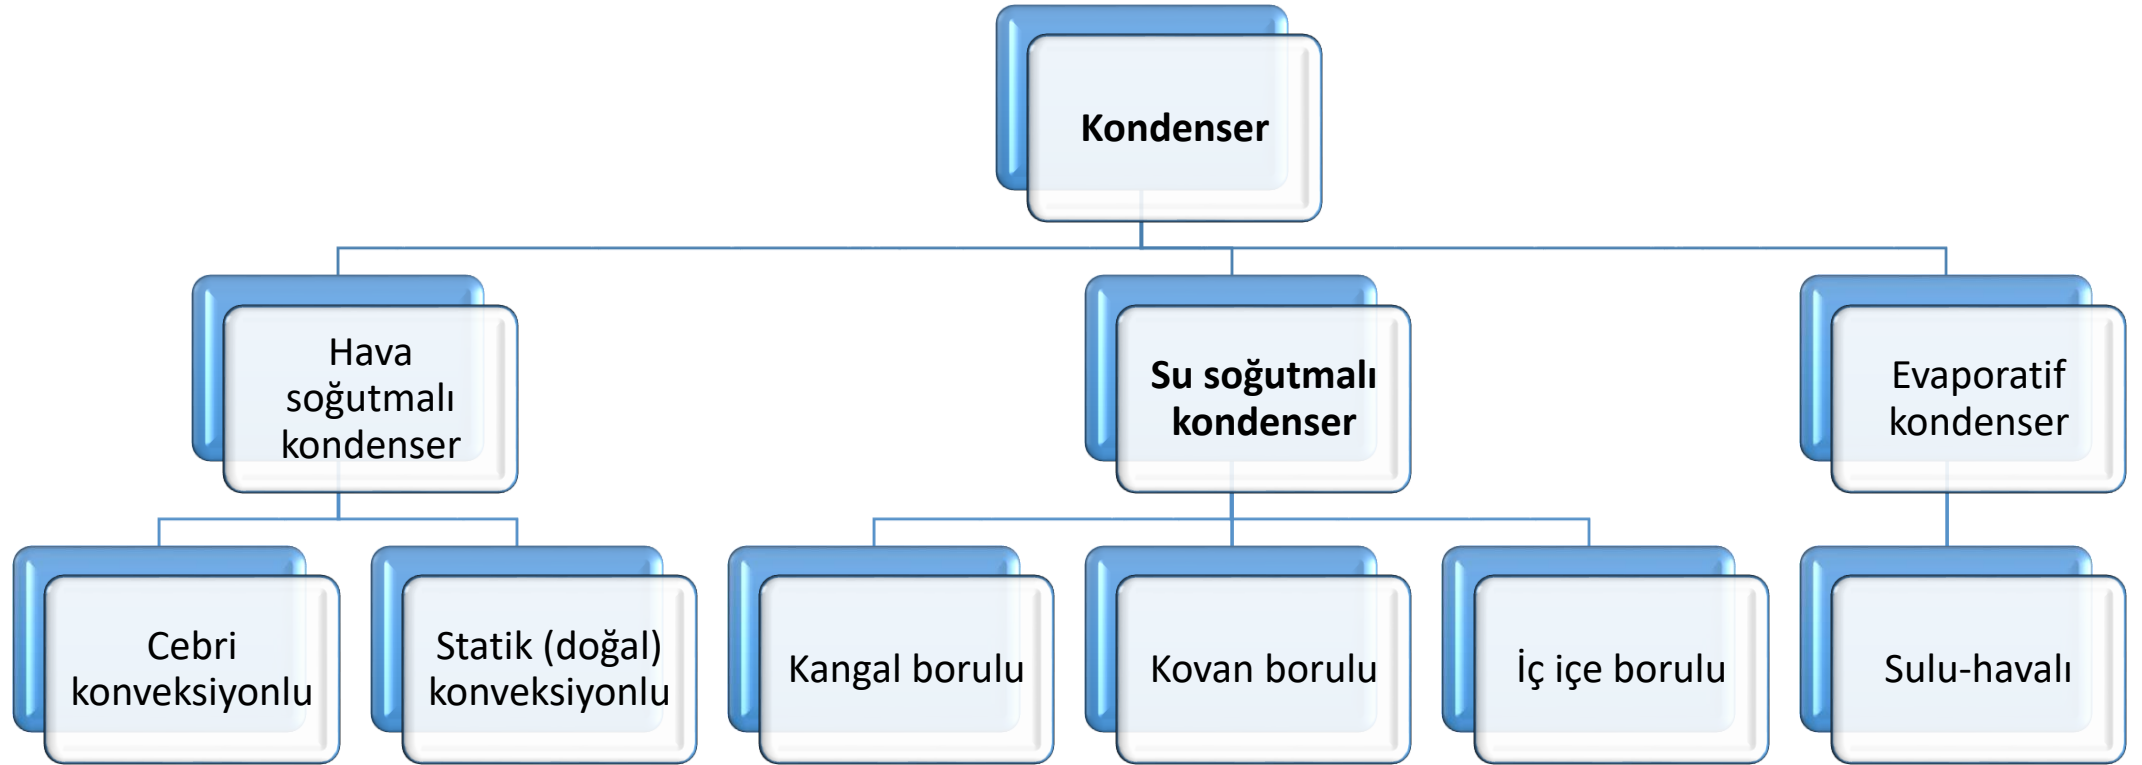 Kondenser
Hava
soğutmalı
kondenser
Su soğutmalı
kondenser
Evaporatif
kondenser
Cebri
konveksiyonlu
Statik (doğal)
konveksiyonlu
Kangal borulu
Kovan borulu
İç içe borulu
Sulu-havalı